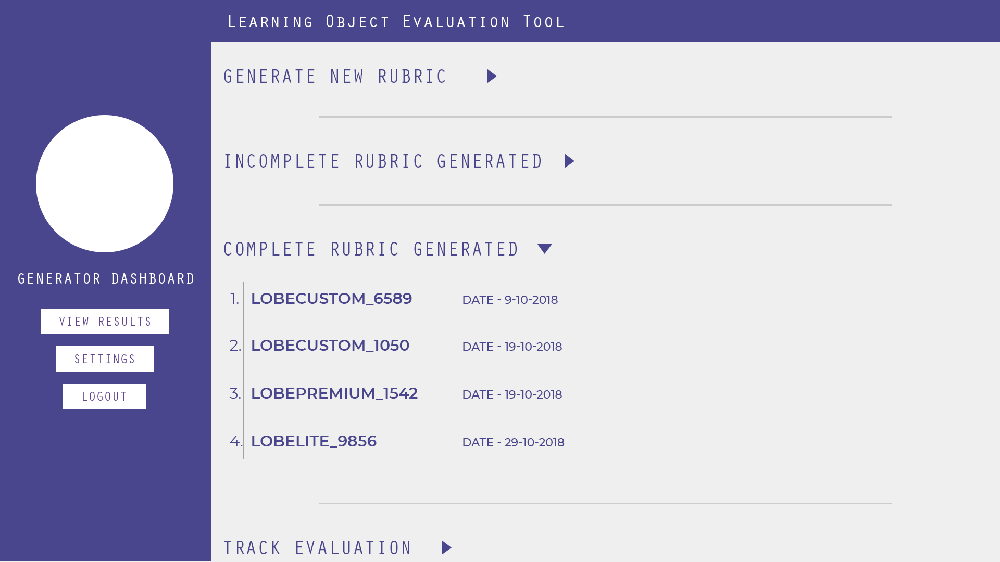 Learning Object Evaluation Tool
GENERATOR DASHBOARD
VIEW RESULTS
SETTINGS
LOGOUT
GENERATE NEW RUBRIC
INCOMPLETE RUBRIC GENERATED
COMPLETE RUBRIC GENERATED
1. LOBECUSTOM_6589 DATE - 9-10-2018
2. LOBECUSTOM_1050 DATE - 19-10-2018
3. LOBEPREMIUM_1542 DATE - 19-10-2018
4. LOBELITE_9856 DATE - 29-10-2018
TRACK EVALUATION